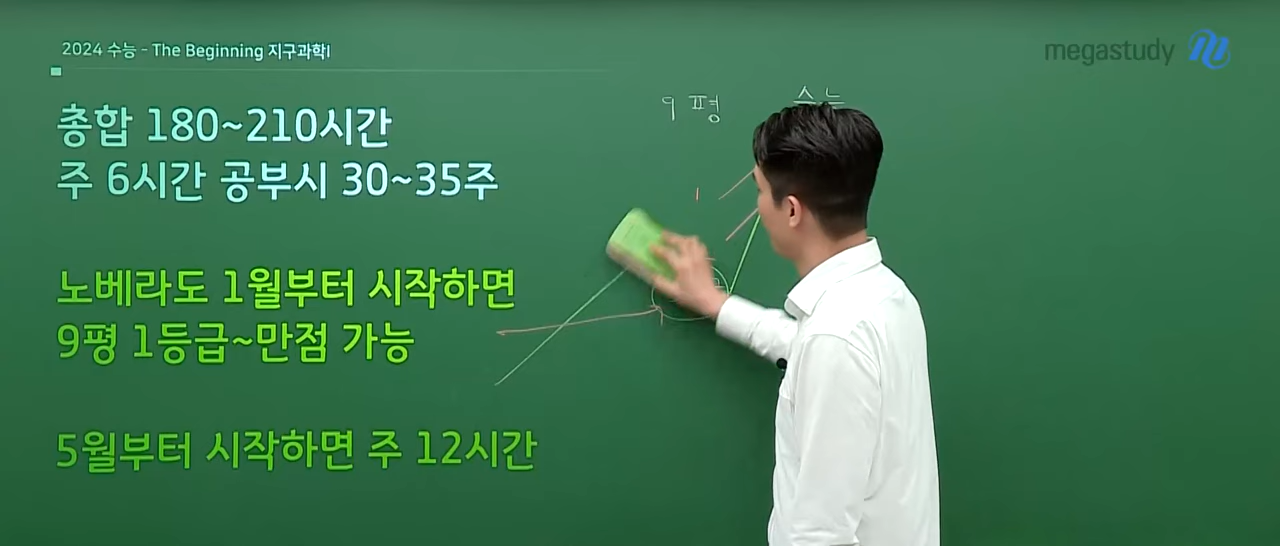 2024 수능 - The Beginning 지구과학I
megastudy
총합 180~210시간
주 6시간 공부시 30~35주
노베라도 1월부터 시작하면
9평 1등급~만점 가능
5월부터 시작하면 주 12시간
9평 수능